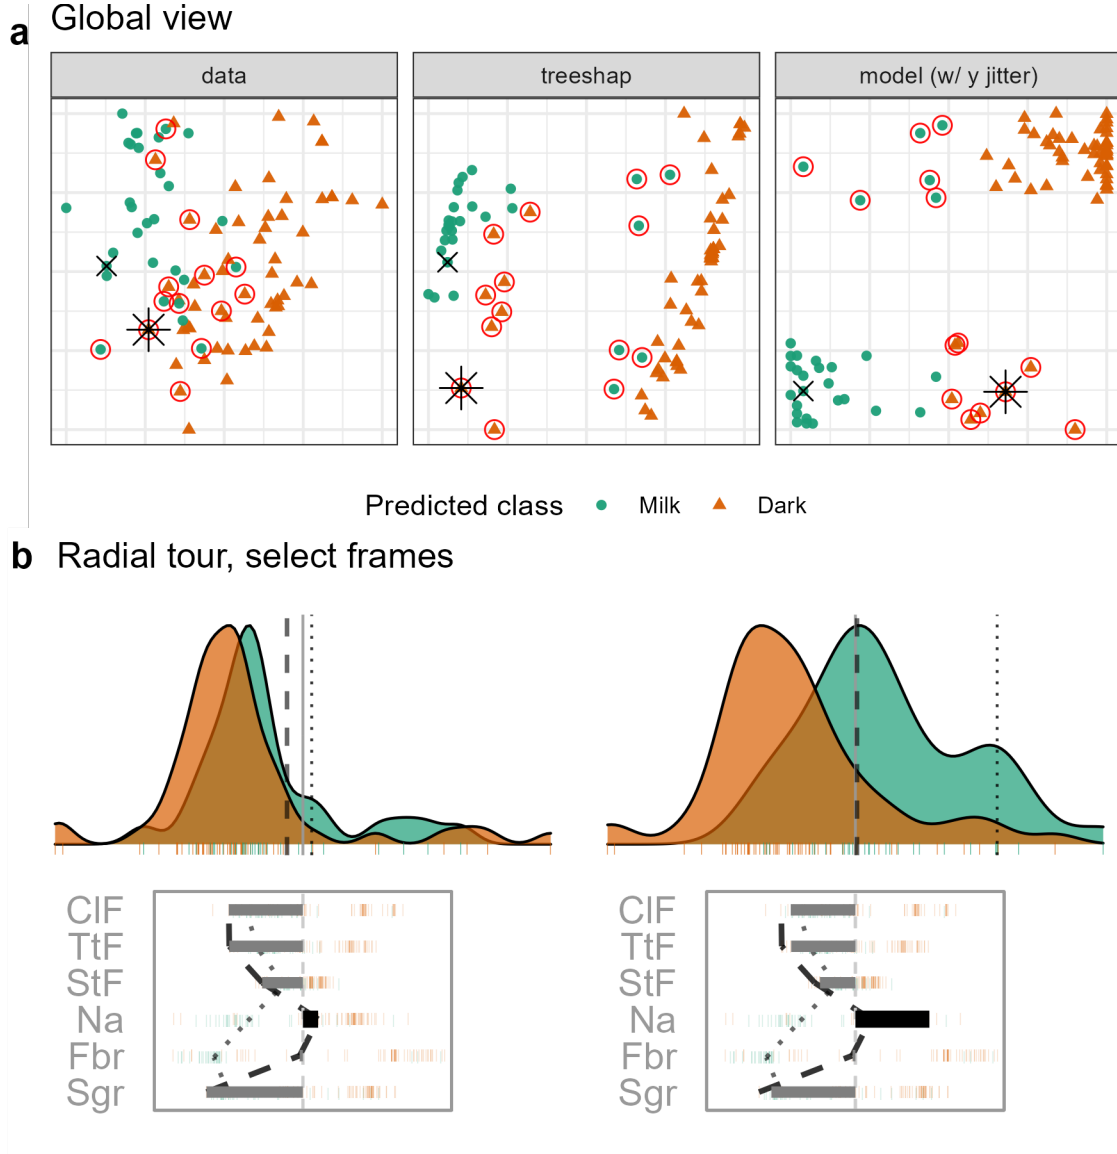 a Global view
data treeshap model (w/ y jitter)
Predicted class Milk Dark
b Radial tour, select frames
ClF ClF
TtF TtF
StF StF
Na Na
Fbr Fbr
Sgr Sgr